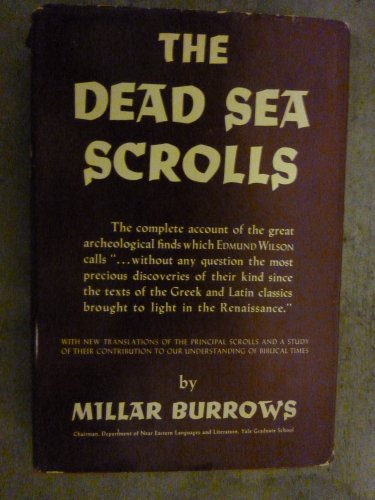 THE
DEAD SEA
SCROLLS
The complete account of the great
archeological finds which EDMUND WILSON
calls "...without any question the most
precious discoveries of their kind since
the texts of the Greek and Latin classics
brought to light in the Renaissance."
WITH NEW TRANSLATIONS OF THE PRINCIPAL SCROLLS AND A STUDY
OF THEIR CONTRIBUTION TO OUR UNDERSTANDING OF BIBLICAL TIMES
by
MILLAR BURROWS
Chairman, Department of Near Eastern Languages and Literature, Yale Graduate School